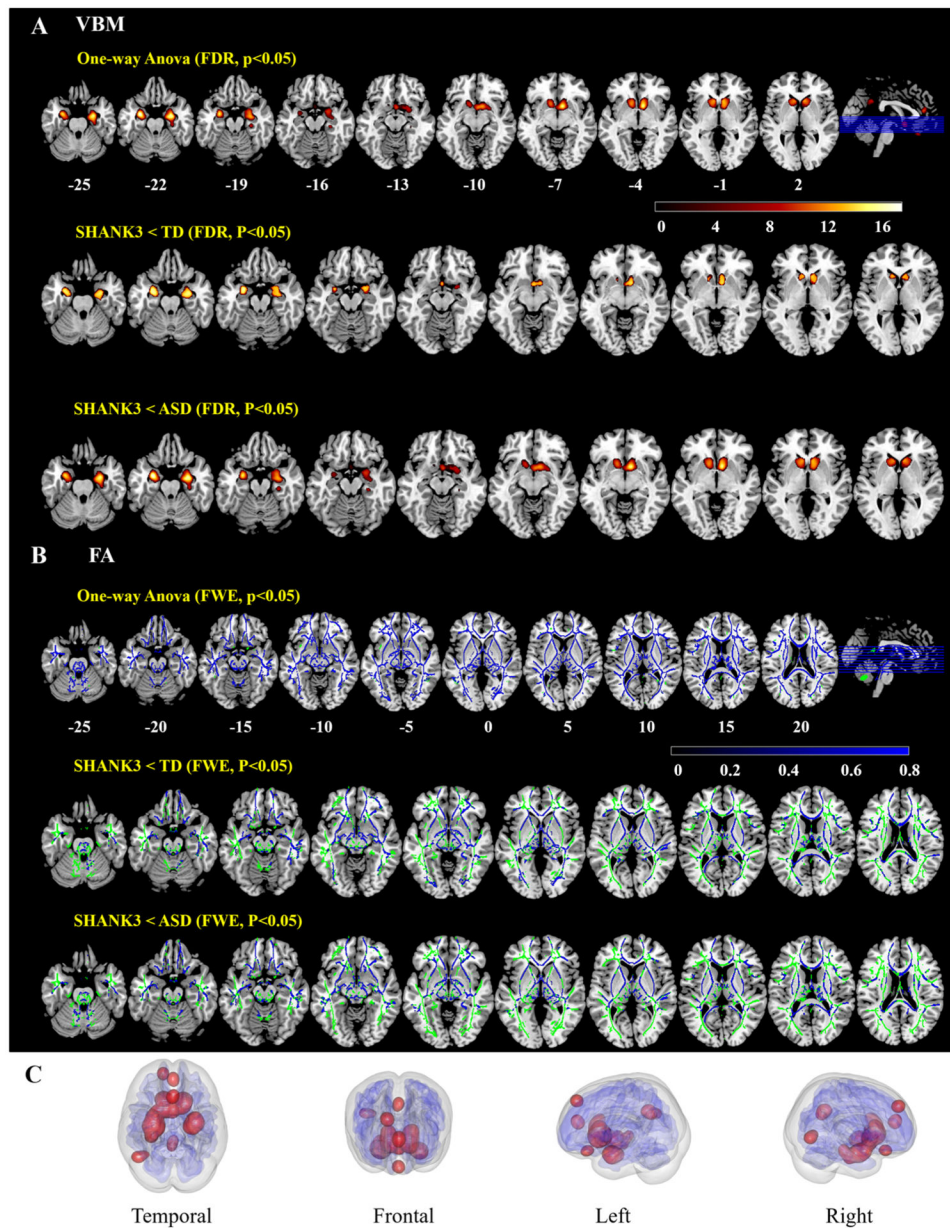 A VBM
One-way Anova (FDR, p<0.05)
-25 -22 -19 -16 -13 -10 -7 -4 -1 2
0 4 8 12 16
SHANK3 < TD (FDR, P<0.05)
SHANK3 < ASD (FDR, P<0.05)
B FA
One-way Anova (FWE, p<0.05)
-25 -20 -15 -10 -5 0 5 10 15 20
0 0.2 0.4 0.6 0.8
SHANK3 < TD (FWE, P<0.05)
SHANK3 < ASD (FWE, P<0.05)
C
Temporal Frontal Left Right